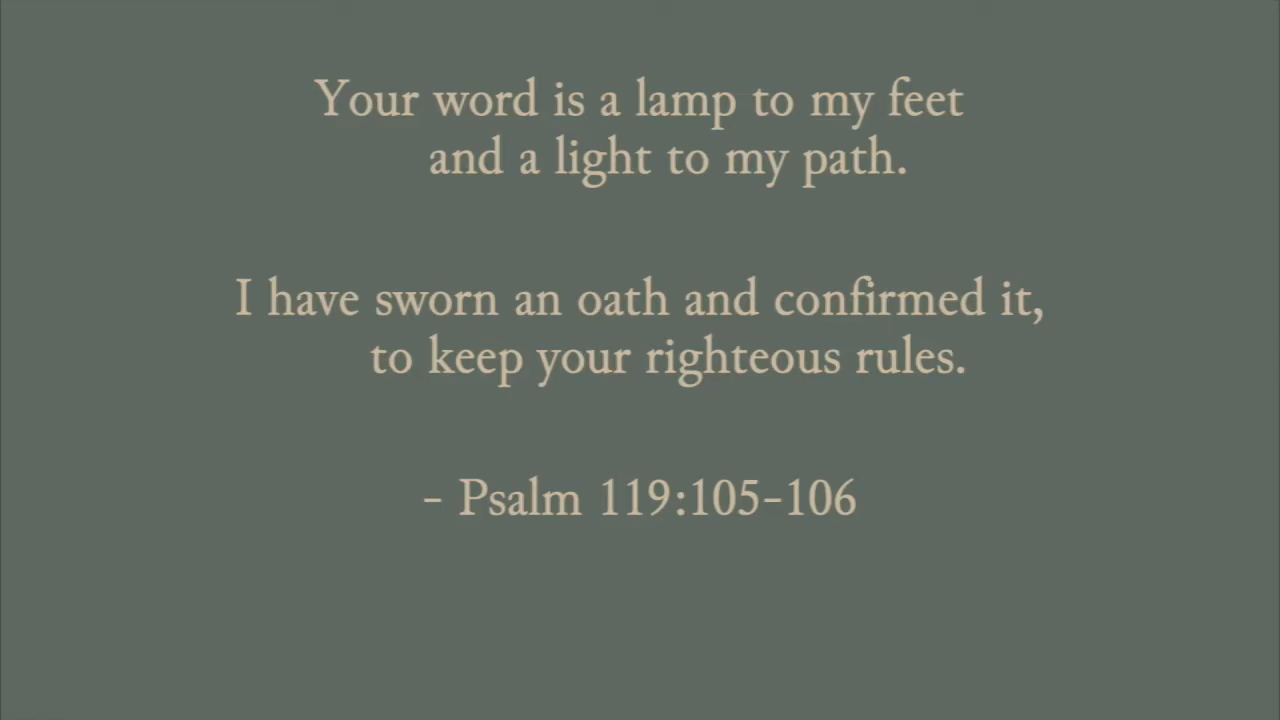 Your word is a lamp to my feet
and a light to my path.
I have sworn an oath and confirmed it,
to keep your righteous rules.
- Psalm 119:105-106